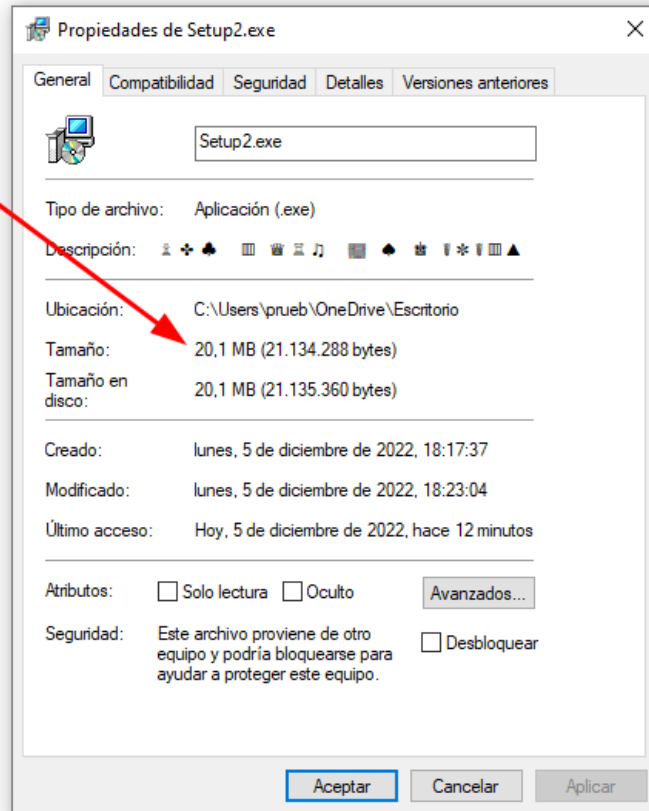 Propiedades de Setup2.exe
General Compatibilidad Seguridad Detalles Versiones anteriores
Setup2.exe
Tipo de archivo: Aplicación (.exe)
Descripción:
Ubicación: C:\Users\prueb\OneDrive\Escritorio
Tamaño: 20,1 MB (21.134.288 bytes)
Tamaño en
disco: 20,1 MB (21.135.360 bytes)
Creado: lunes, 5 de diciembre de 2022, 18:17:37
Modificado: lunes, 5 de diciembre de 2022, 18:23:04
Último acceso: Hoy, 5 de diciembre de 2022, hace 12 minutos
Atributos: Solo lectura Oculto Avanzados...
Seguridad: Este archivo proviene de otro
equipo y podría bloquearse para
ayudar a proteger este equipo.
Desbloquear
Aceptar Cancelar Aplicar